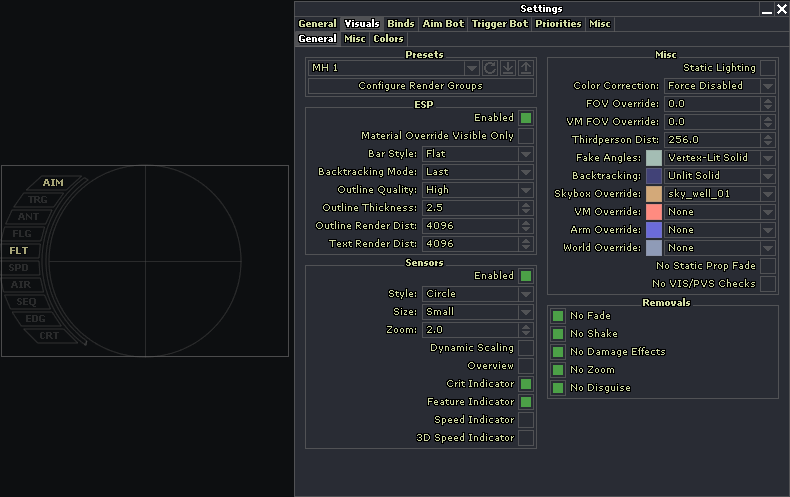 Settings
General Visuals Binds Aim Bot Trigger Bot Priorities Misc
General Misc Colors
Presets
MH 1
Configure Render Groups
ESP
Enabled
Material Override Visible Only
Bar Style: Flat
Backtracking Mode: Last
Outline Quality: High
Outline Thickness: 2.5
Outline Render Dist: 4096
Text Render Dist: 4096
Sensors
Enabled
Style: Circle
Size: Small
Zoom: 2.0
Dynamic Scaling
Overview
Crit Indicator
Feature Indicator
Speed Indicator
3D Speed Indicator
Misc
Static Lighting
Color Correction: Force Disabled
FOV Override: 0.0
VM FOV Override: 0.0
Thirdperson Dist: 256.0
Fake Angles: Vertex-Lit Solid
Backtracking: Unlit Solid
Skybox Override: sky_well_01
VM Override: None
Arm Override: None
World Override: None
No Static Prop Fade
No VIS/PVS Checks
Removals
No Fade
No Shake
No Damage Effects
No Zoom
No Disguise
AIM
TRG
ANT
FLG
FLT
SPD
AIR
SEQ
EDG
CRT